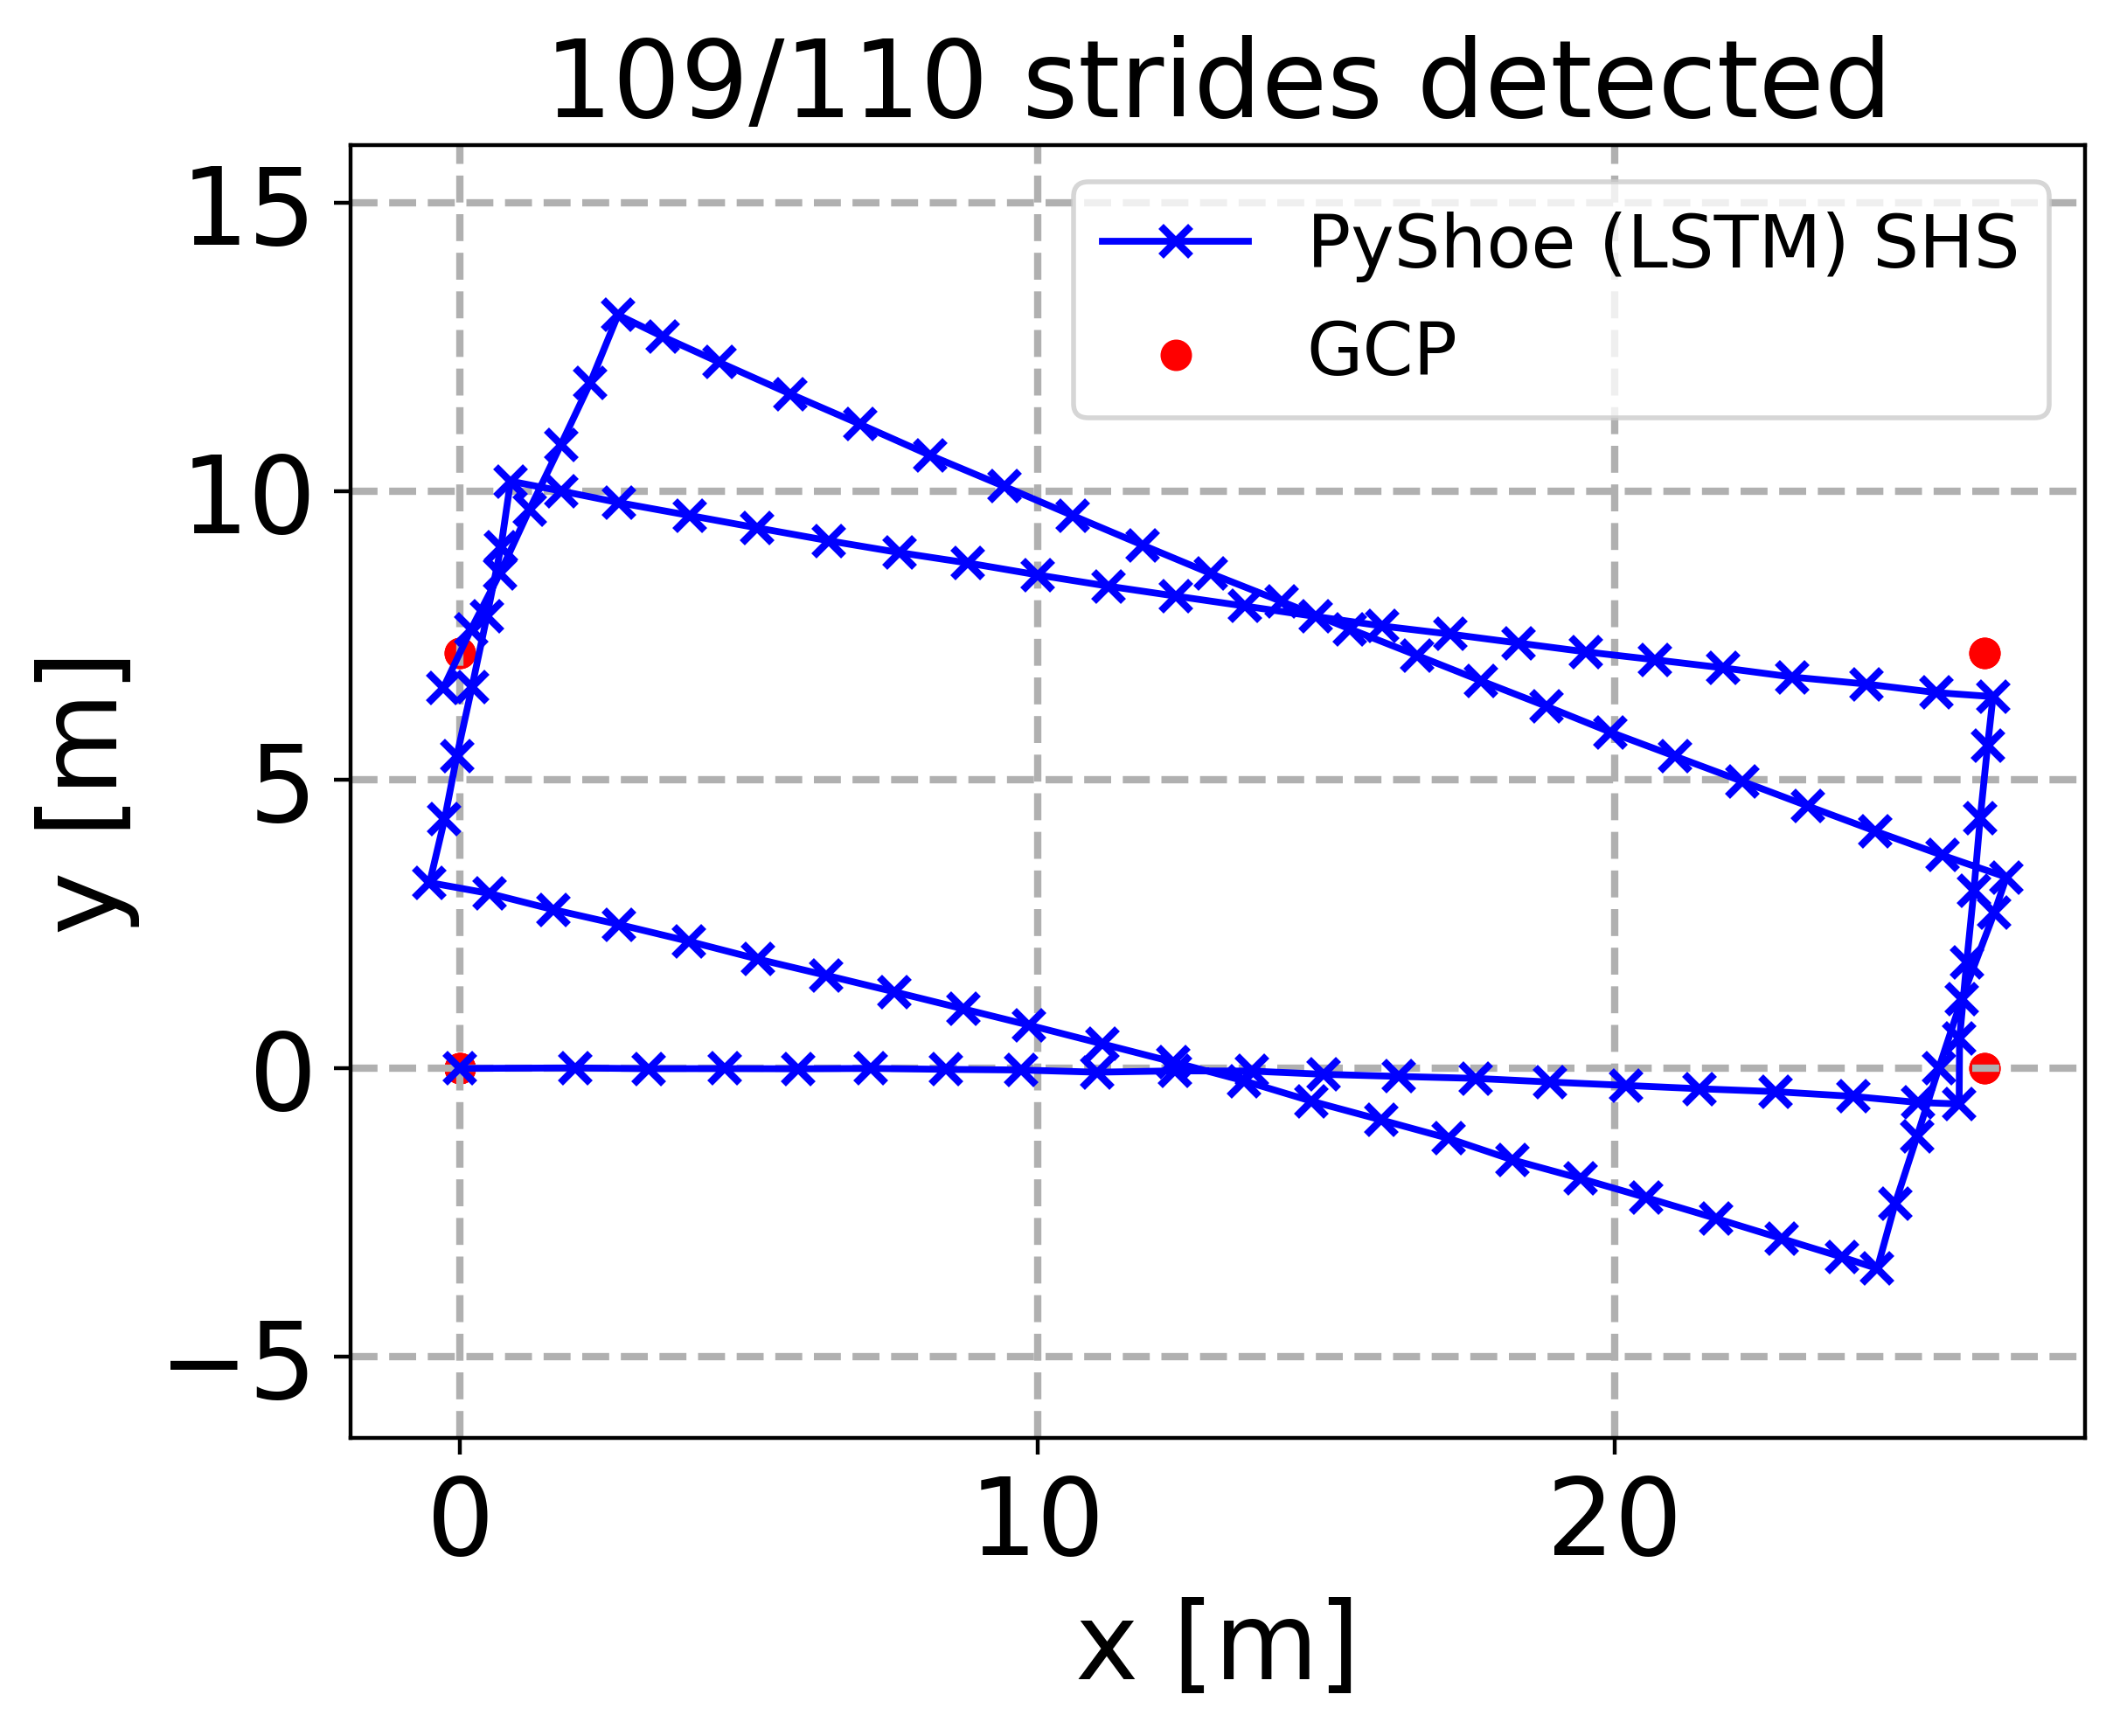 109/110 strides detected
15
10
5
0
−5
y [m]
PyShoe (LSTM) SHS
GCP
0 10 20
x [m]